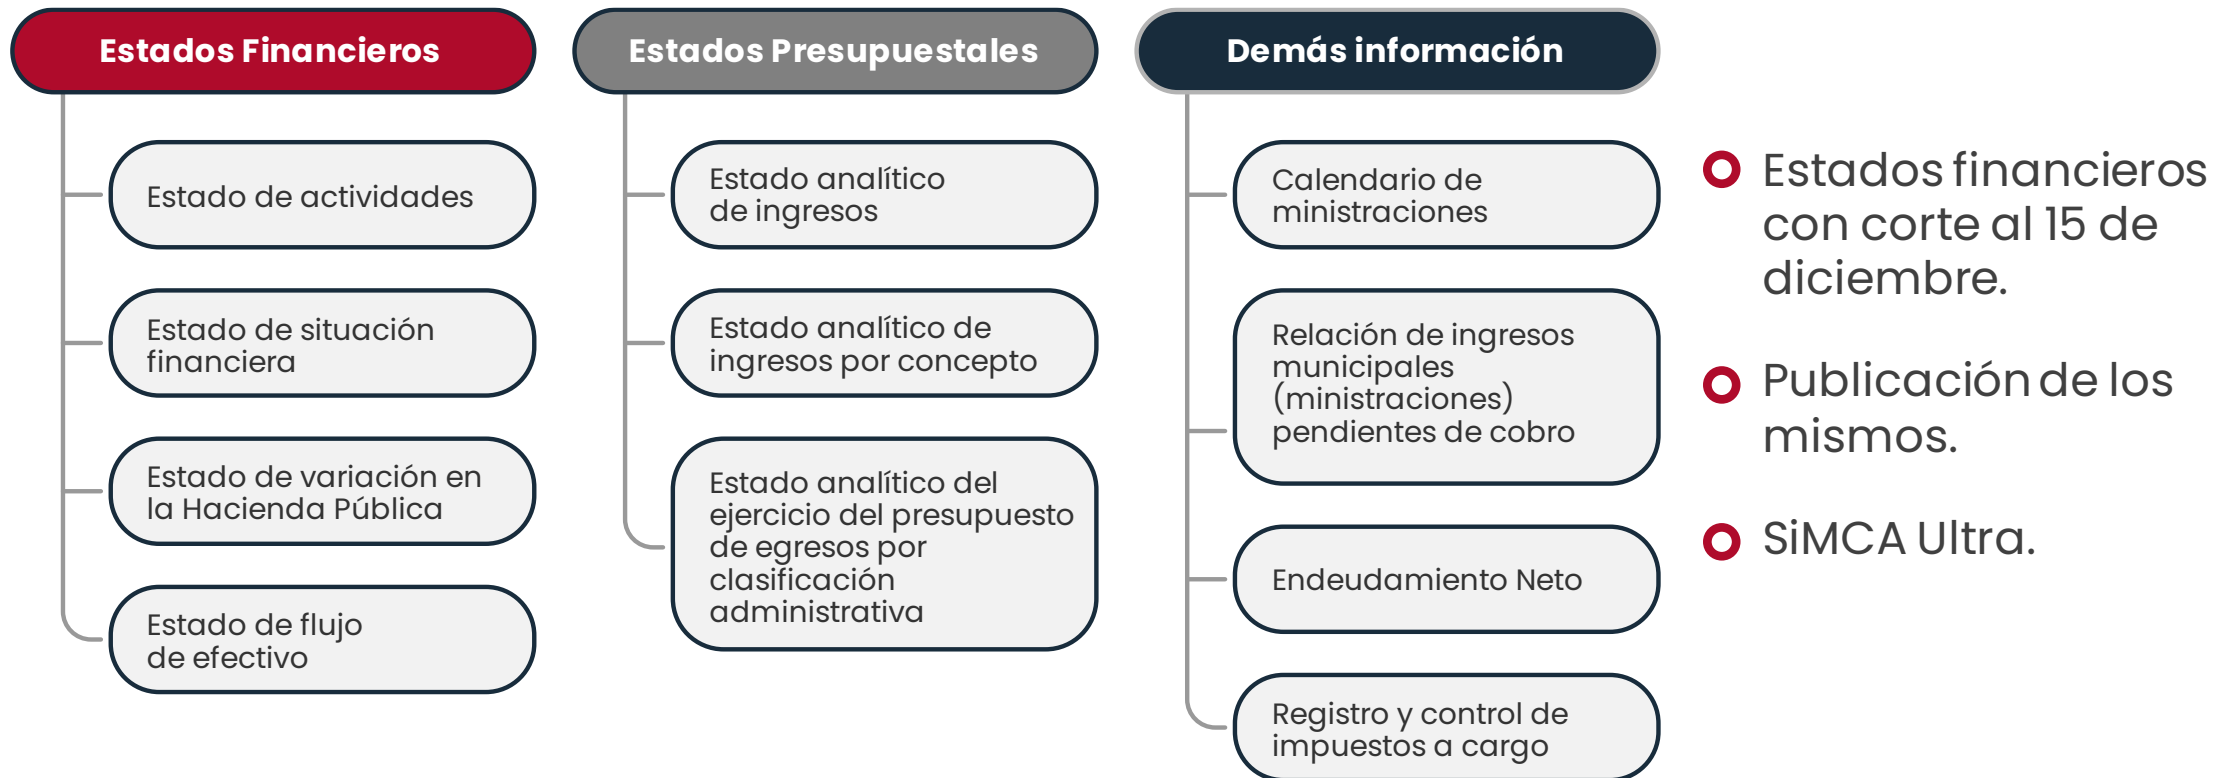 Estados Financieros
Estado de actividades
Estado de situación
financiera
Estado de variación en
la Hacienda Pública
Estado de flujo
de efectivo
Estados Presupuestales
Estado analítico
de ingresos
Estado analítico de
ingresos por concepto
Estado analítico del
ejercicio del presupuesto
de egresos por
clasificación
administrativa
Demás información
Calendario de
ministraciones
Relación de ingresos
municipales
(ministraciones)
pendientes de cobro
Endeudamiento Neto
Registro y control de
impuestos a cargo
Estados financieros
con corte al 15 de
diciembre.
Publicación de los
mismos.
SiMCA Ultra.